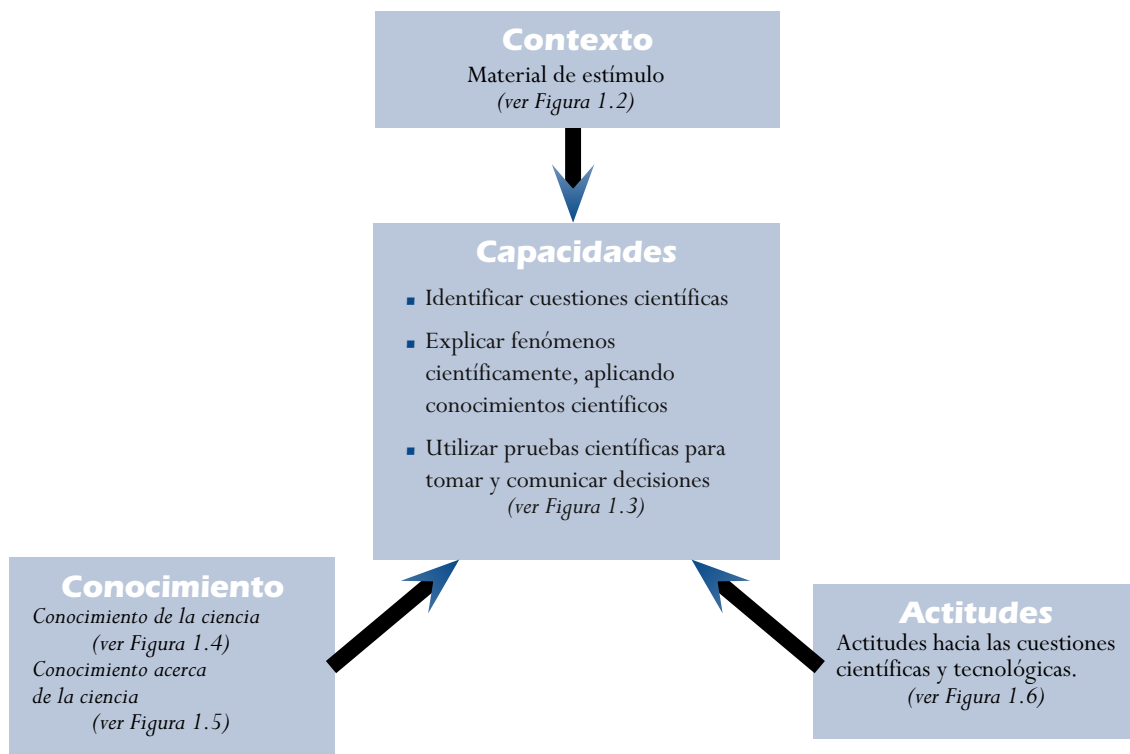 Contexto
Material de estímulo
(ver Figura 1.2)
Capacidades
▪ Identificar cuestiones científicas
▪ Explicar fenómenos
científicamente, aplicando
conocimientos científicos
▪ Utilizar pruebas científicas para
tomar y comunicar decisiones
(ver Figura 1.3)
Conocimiento
Conocimiento de la ciencia
(ver Figura 1.4)
Conocimiento acerca
de la ciencia
(ver Figura 1.5)
Actitudes
Actitudes hacia las cuestiones
científicas y tecnológicas.
(ver Figura 1.6)